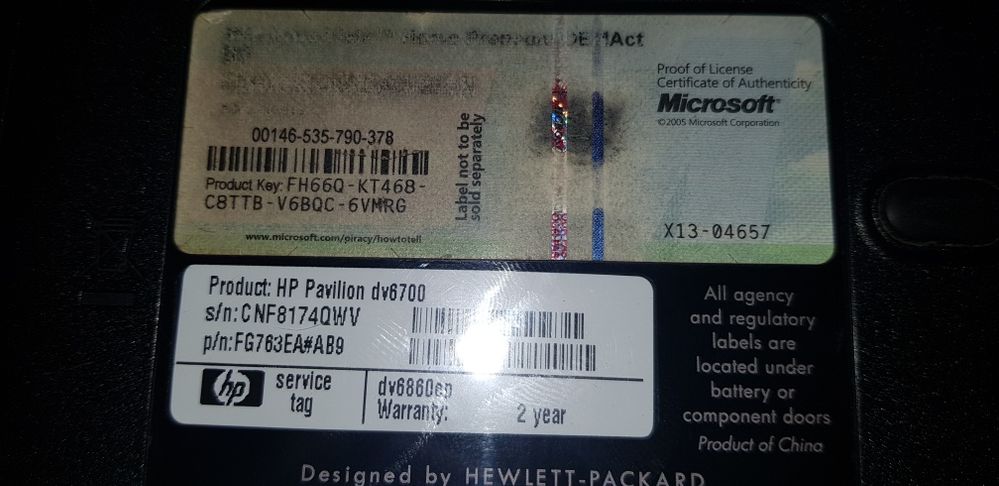 OEMAct
Proof of License
Certificate of Authenticity
Microsoft®
©2005 Microsoft Corporation
00146-535-790-378
Label not to be
sold separately
Product Key: FH66Q-KT468-
C8TTB-V6BQC-6VMRG
www.microsoft.com/piracy/howtotell
X13-04657
Product: HP Pavilion dv6700
s/n:CNF8174QWV
p/n:FG763EA#AB9
hp
service
tag
dv6860ep
Warranty: 2 year
All agency
and regulatory
labels are
located under
battery or
component doors
Product of China
Designed by HEWLETT-PACKARD